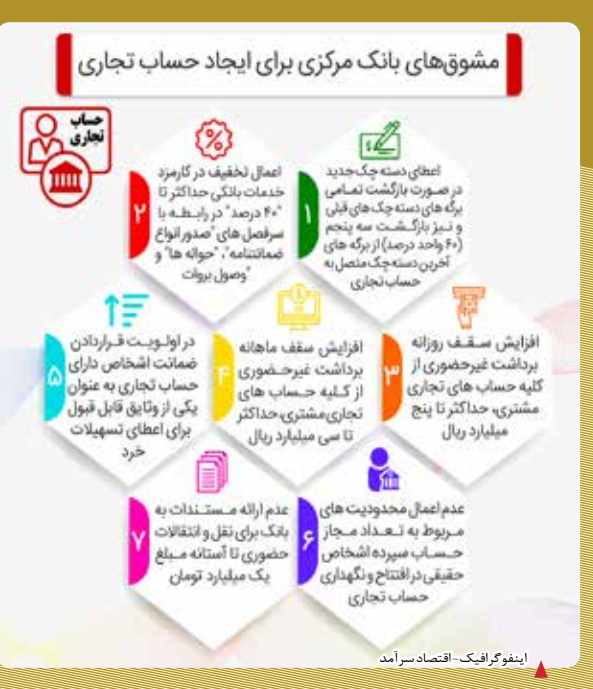 مشوق‌های بانک مرکزی برای ایجاد حساب تجاری
حساب
تجاری
۱
اعطای دسته چک جدید
در صورت بازگشت تمامی
برگه های دسته چک های قبلی
و نیز بازگشت سه پنجم
(۶۰ واحد درصد) از برگه های
آخرین دسته چک متصل به
حساب تجاری
۲
اعمال تخفیف در کارمزد
خدمات بانکی حداکثر تا
"۴۰ درصد" در رابطه با
سرفصل های "صدور انواع
ضمانتنامه"، "حواله ها" و
"وصول بروات
۳
افزایش سقف روزانه
برداشت غیرحضوری از
کلیه حساب های تجاری
مشتری، حداکثر تا پنج
میلیارد ریال
۴
افزایش سقف ماهانه
برداشت غیرحضوری
از کلیه حساب های
تجاری مشتری، حداکثر
تا سی میلیارد ریال
۵
در اولویت قراردادن
ضمانت اشخاص دارای
حساب تجاری به عنوان
یکی از وثایق قابل قبول
برای اعطای تسهیلات
خرد
۶
عدم اعمال محدودیت های
مربوط به تعداد مجاز
حساب سپرده اشخاص
حقیقی در افتتاح و نگهداری
حساب تجاری
۷
عدم ارائه مستندات به
بانک برای نقل و انتقالات
حضوری تا آستانه مبلغ
یک میلیارد تومان
اینفوگرافیک-اقتصاد سرآمد